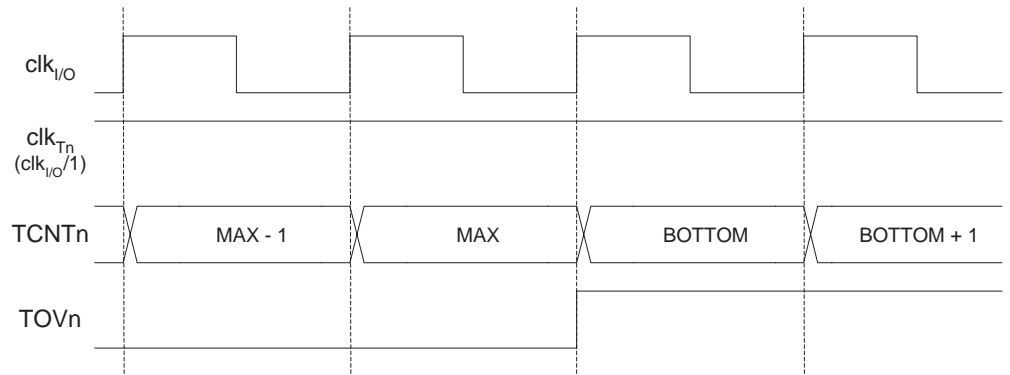 clkI/O
clkTn
(clkI/O/1)
TCNTn MAX - 1 MAX BOTTOM BOTTOM + 1
TOVn